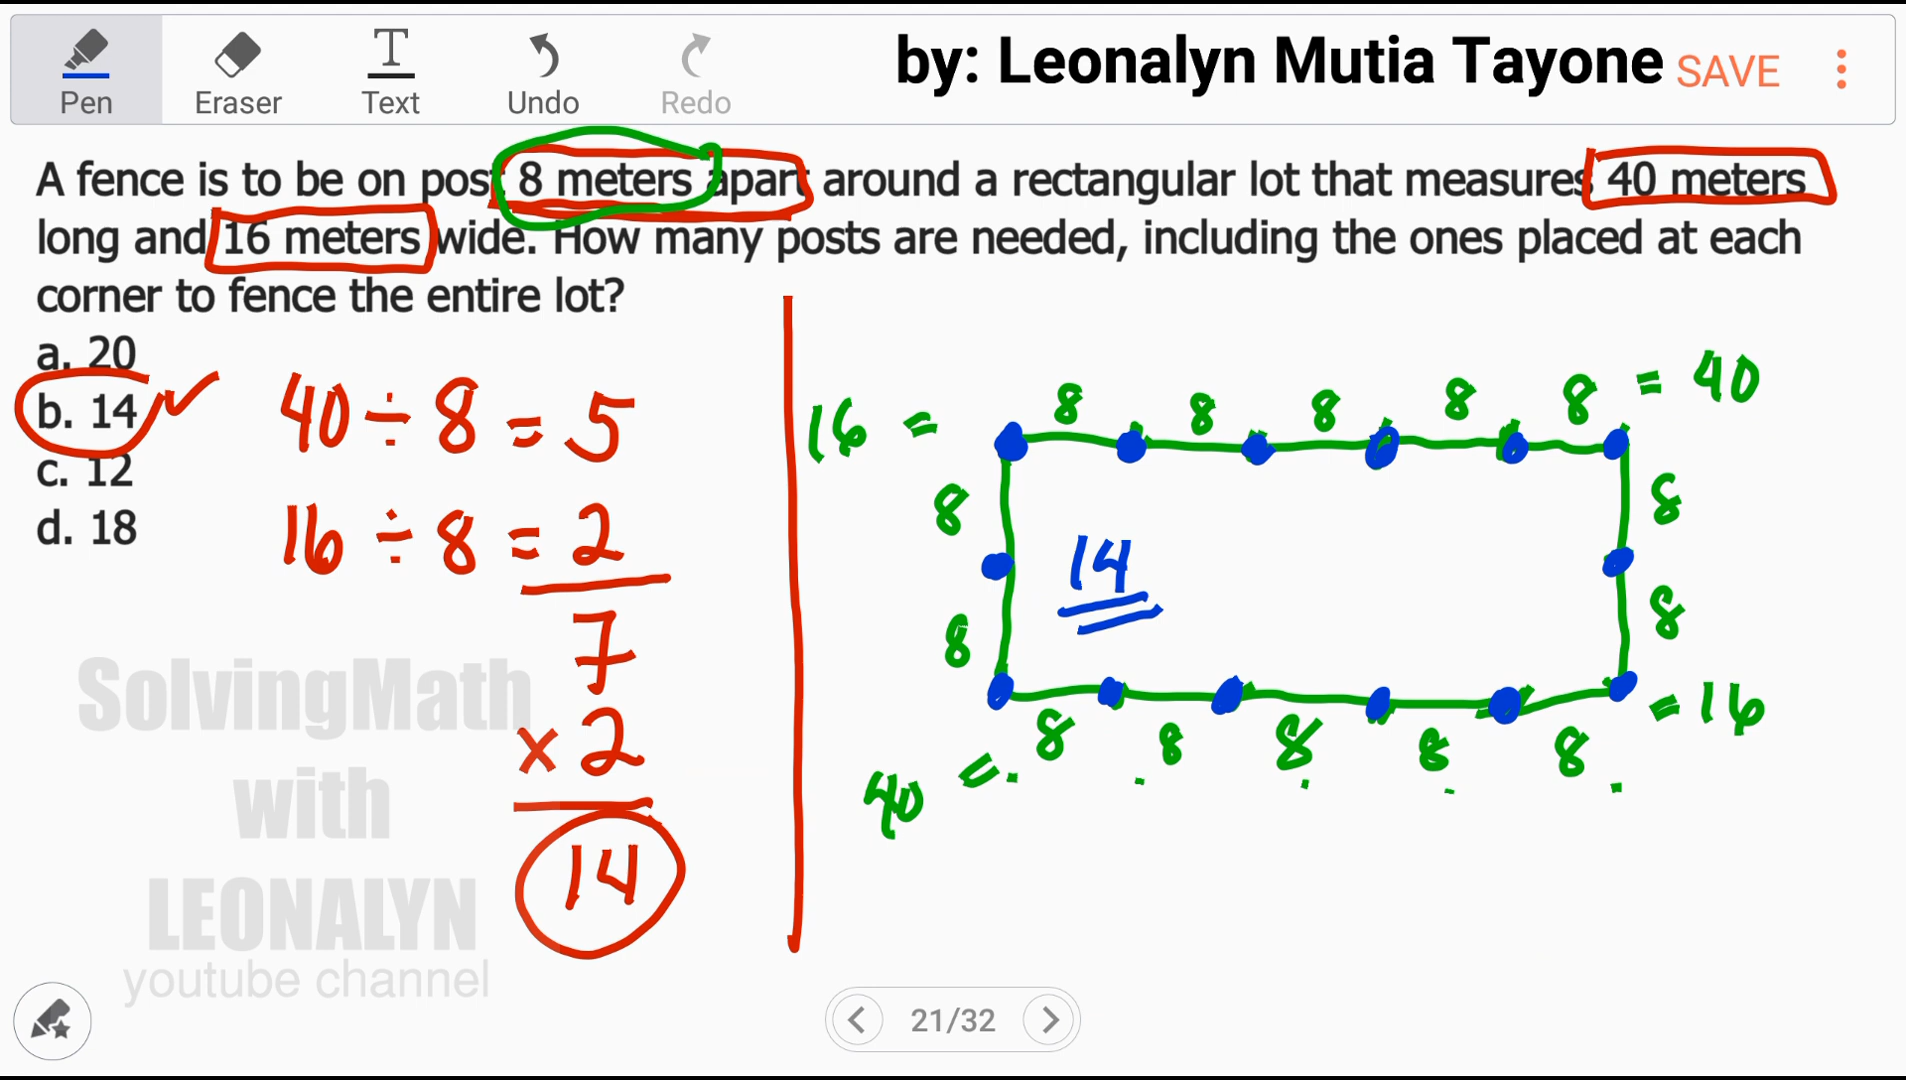 by: Leonalyn Mutia Tayone
SAVE
Pen
Eraser
Text
Undo
Redo
A fence is to be on post 8 meters apart around a rectangular lot that measures 40 meters
long and 16 meters wide. How many posts are needed, including the ones placed at each
corner to fence the entire lot?
a. 20
b. 14
c. 12
d. 18
40 ÷ 8 = 5
16 ÷ 8 = 2
7
x 2
14
16 =
8 8 8 8 8 = 40
8
8
8
8
14
= 16
8 8 8 8 8
40 =
SolvingMath
with
LEONALYN
youtube channel
21/32